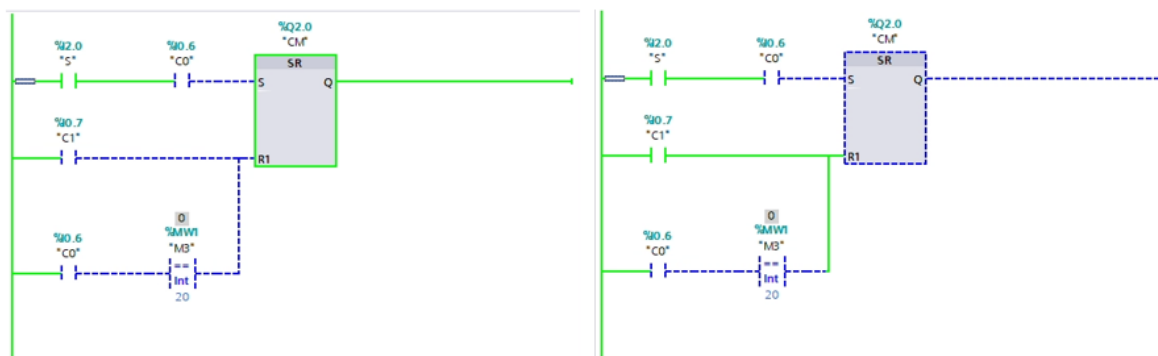 %Q2.0
"CM"
%I2.0
"S"
%I0.6
"C0"
SR
S
Q
%I0.7
"C1"
R1
0
%MW1
"M3"
%I0.6
"C0"
==
Int
20
%Q2.0
"CM"
%I2.0
"S"
%I0.6
"C0"
SR
S
Q
%I0.7
"C1"
R1
0
%MW1
"M3"
%I0.6
"C0"
==
Int
20